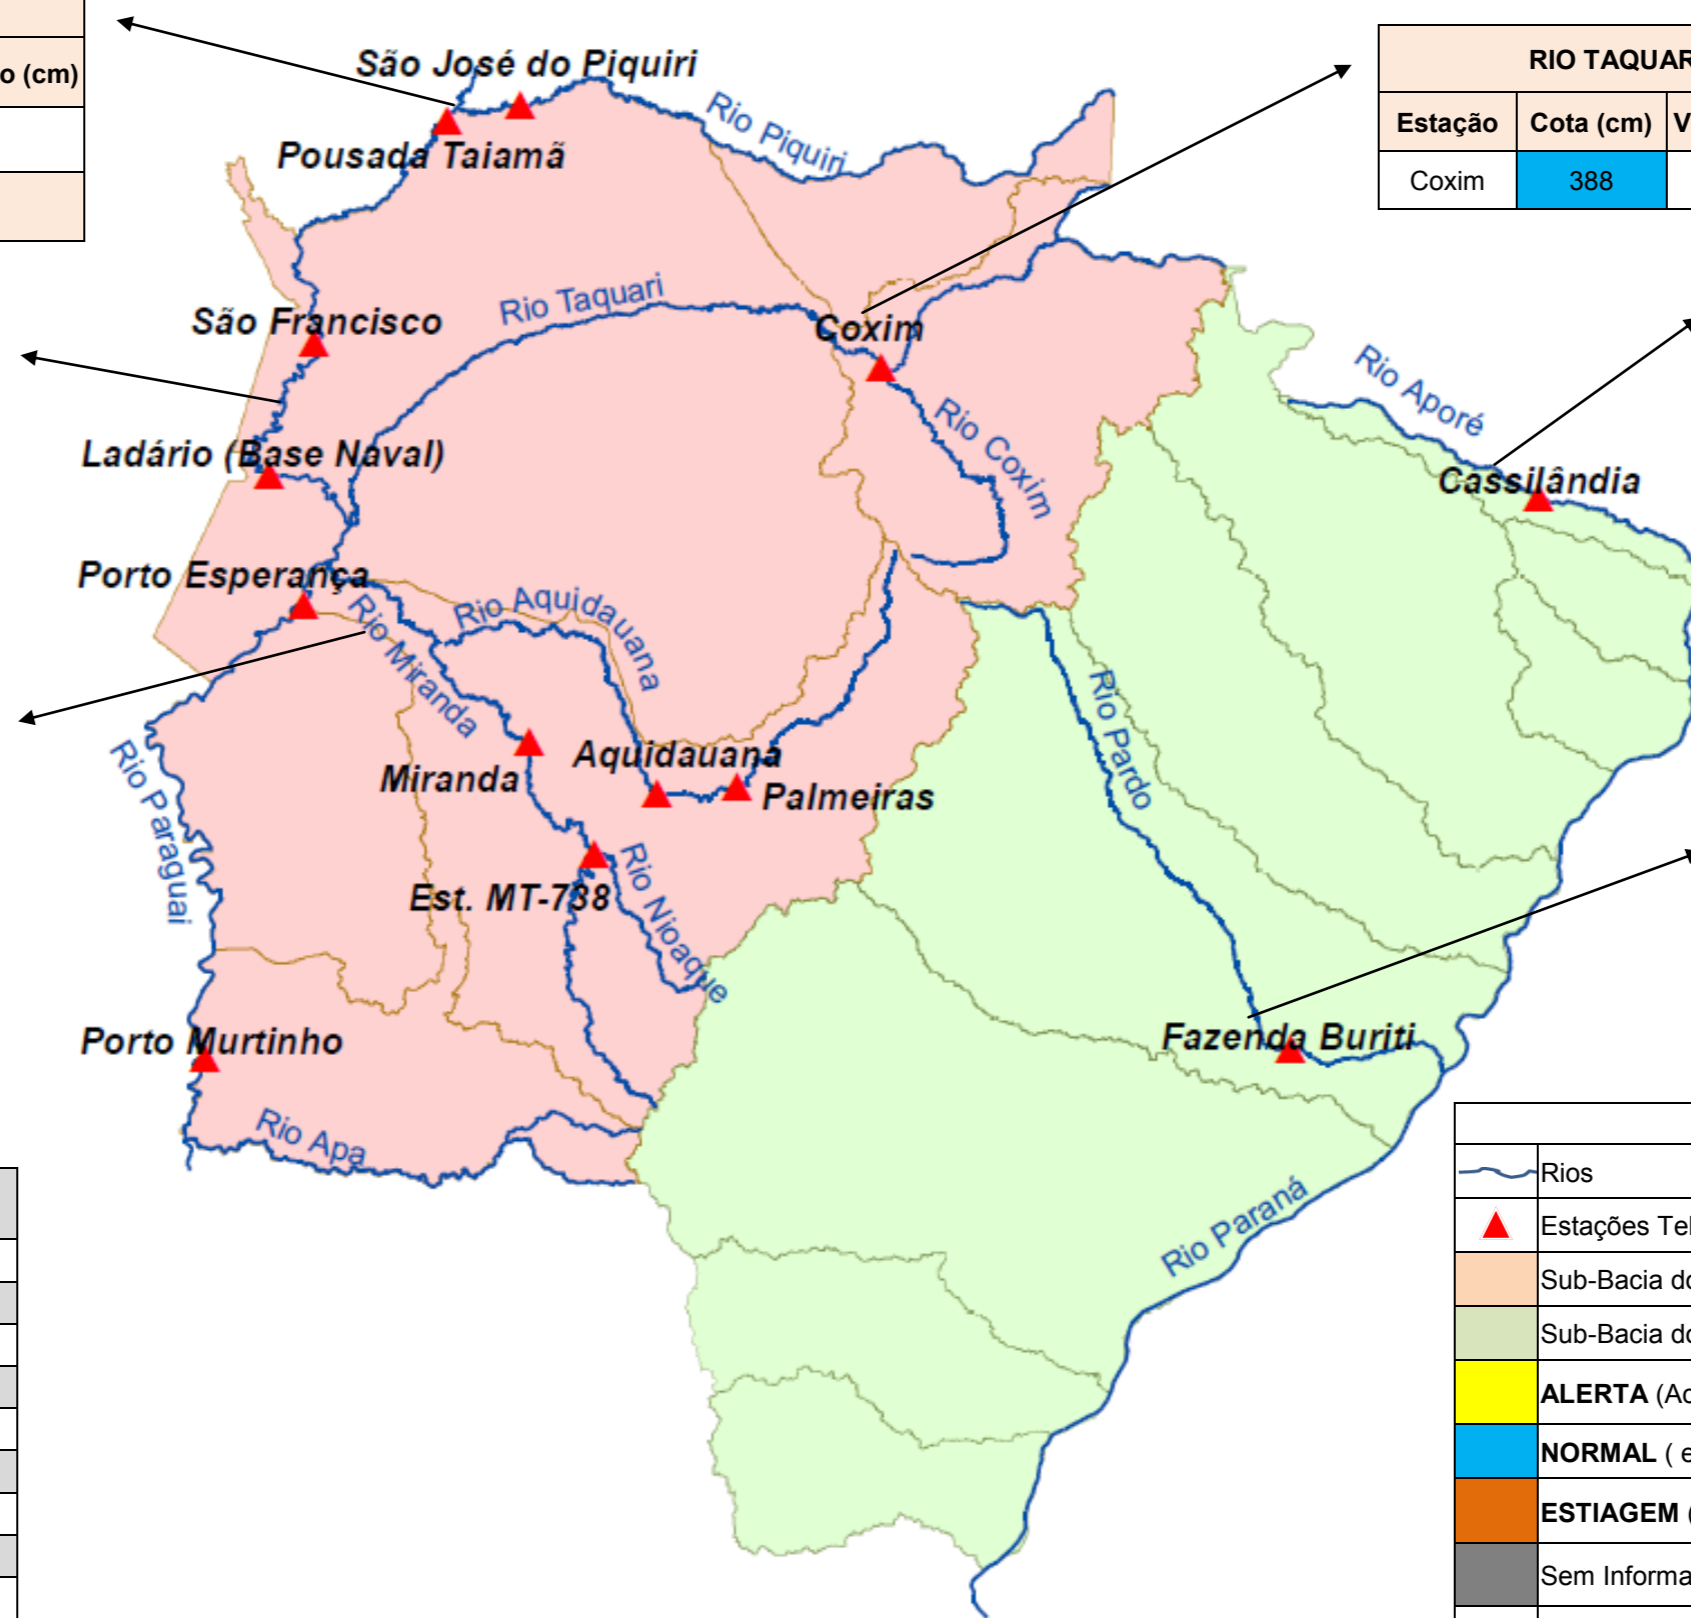 o (cm)
São José do Piquiri
Pousada Taiamã
Rio Piquiri
RIO TAQUAR
Estação Cota (cm) V
Coxim 388
São Francisco
Rio Taquari
Coxim
Rio Aporé
Rio Coxim
Ladário (Base Naval)
Cassilândia
Porto Esperança
Rio Aquidauana
Rio Miranda
Rio Pardo
Aquidauana
Miranda
Palmeiras
Rio Paraguai
Est. MT-738
Rio Nioaque
Porto Murtinho
Fazenda Buriti
Rio Apa
Rio Paraná
Rios
Estações Tel
Sub-Bacia do
Sub-Bacia do
ALERTA (Ac
NORMAL ( e
ESTIAGEM (
Sem Informa